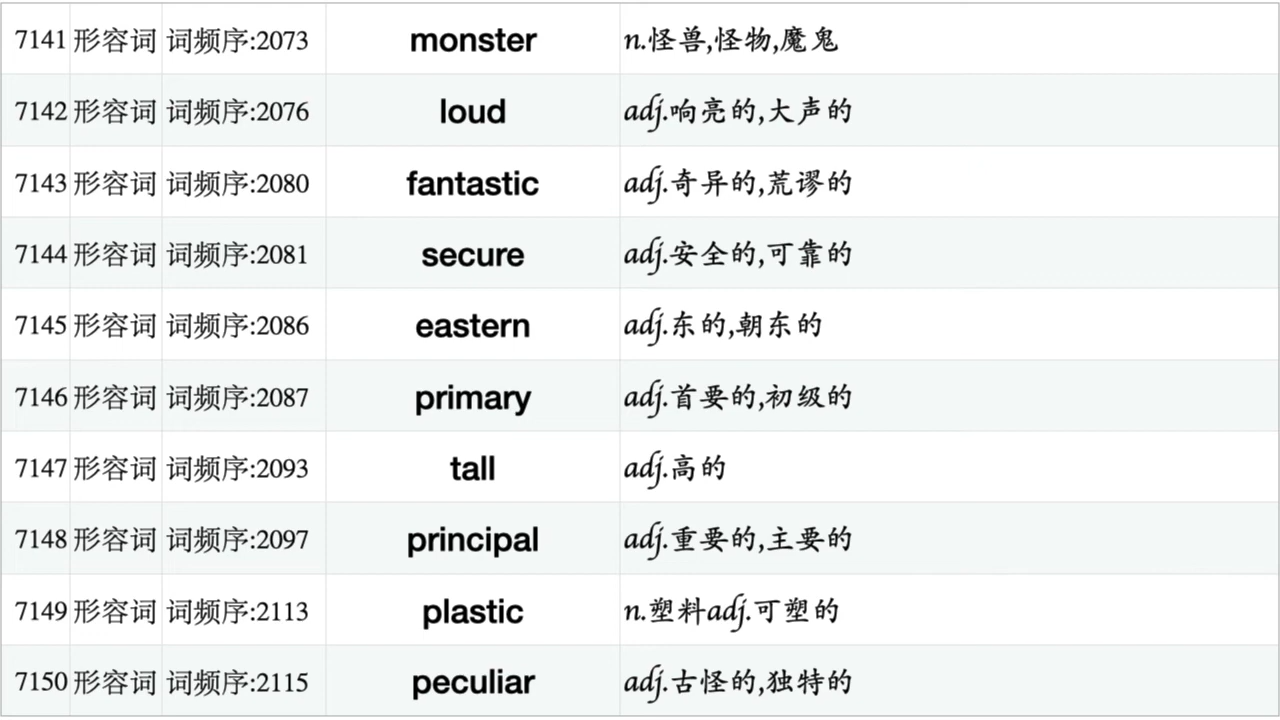 7141 形容词 词频序:2073 monster n.怪兽,怪物,魔鬼
7142 形容词 词频序:2076 loud adj.响亮的,大声的
7143 形容词 词频序:2080 fantastic adj.奇异的,荒谬的
7144 形容词 词频序:2081 secure adj.安全的,可靠的
7145 形容词 词频序:2086 eastern adj.东的,朝东的
7146 形容词 词频序:2087 primary adj.首要的,初级的
7147 形容词 词频序:2093 tall adj.高的
7148 形容词 词频序:2097 principal adj.重要的,主要的
7149 形容词 词频序:2113 plastic n.塑料adj.可塑的
7150 形容词 词频序:2115 peculiar adj.古怪的,独特的